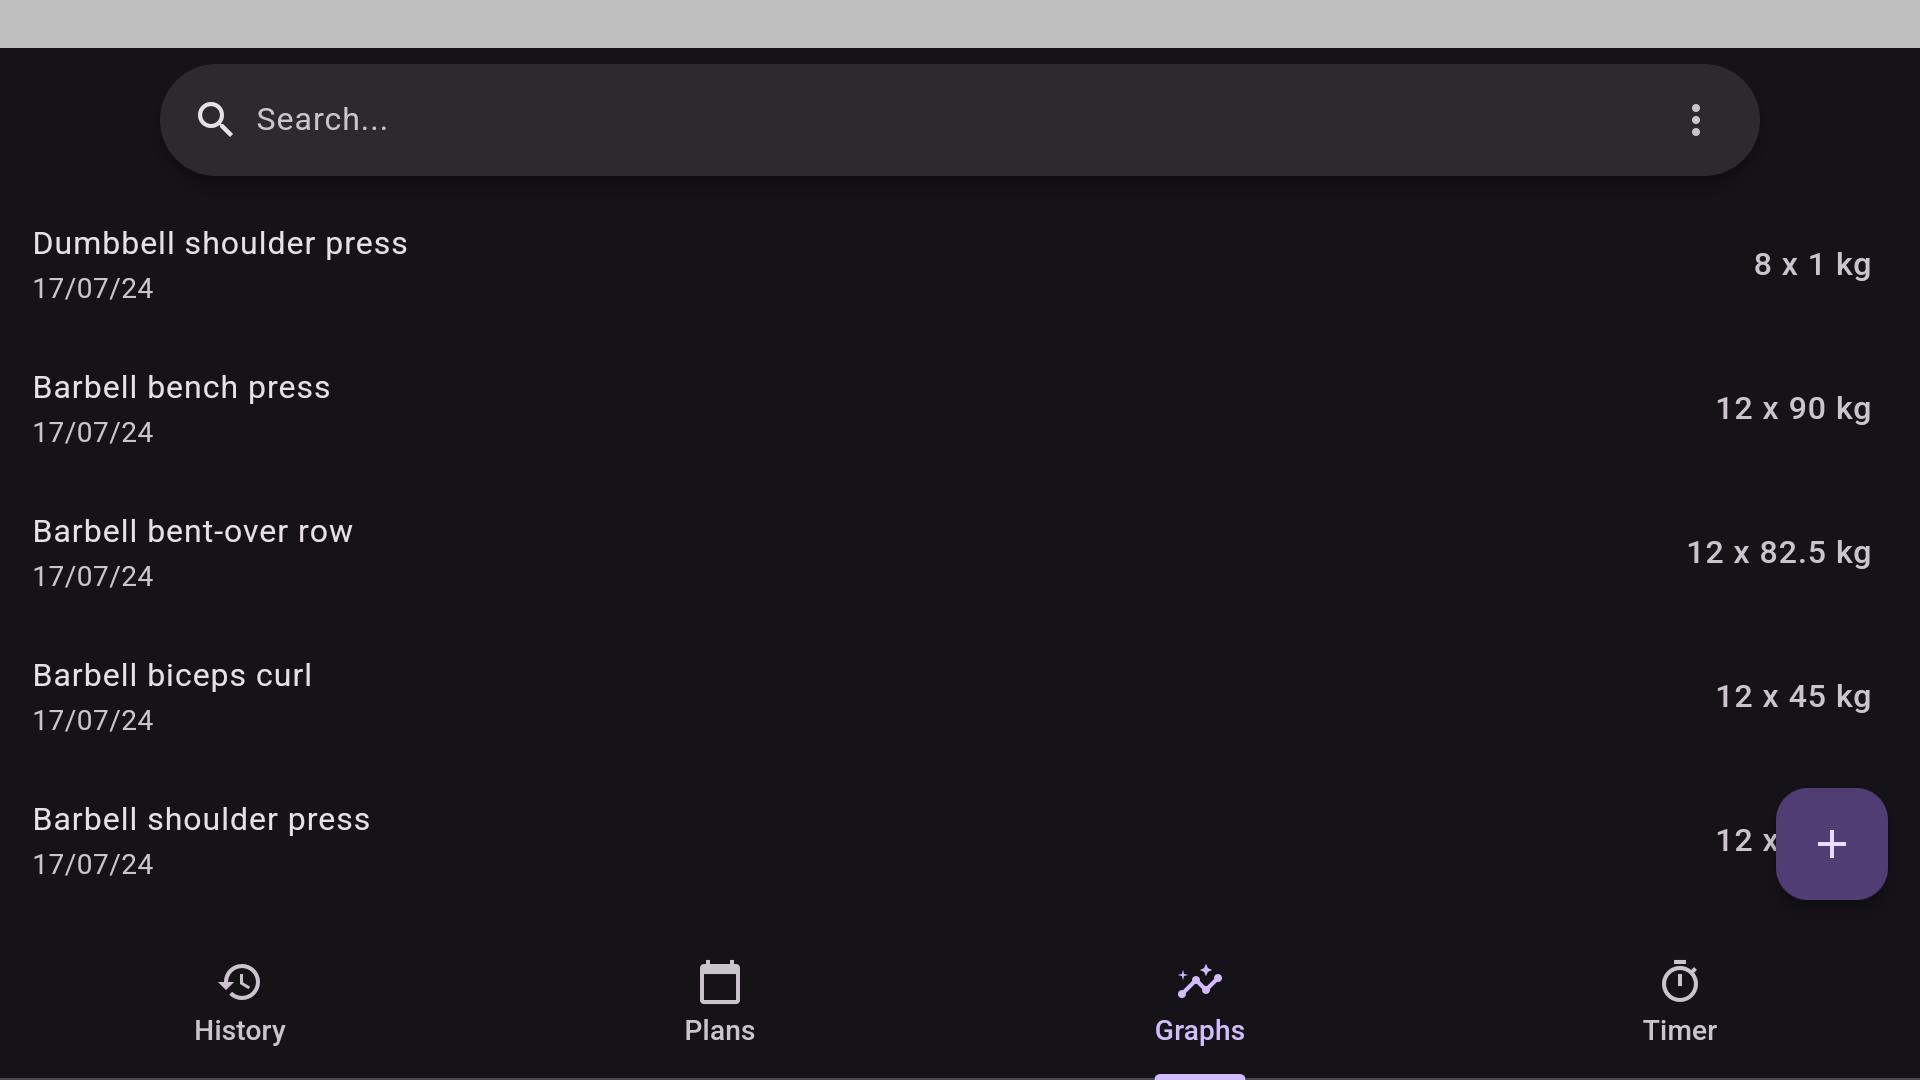 Search...
Dumbbell shoulder press
17/07/24
8 x 1 kg
Barbell bench press
17/07/24
12 x 90 kg
Barbell bent-over row
17/07/24
12 x 82.5 kg
Barbell biceps curl
17/07/24
12 x 45 kg
Barbell shoulder press
17/07/24
12 x
History
Plans
Graphs
Timer